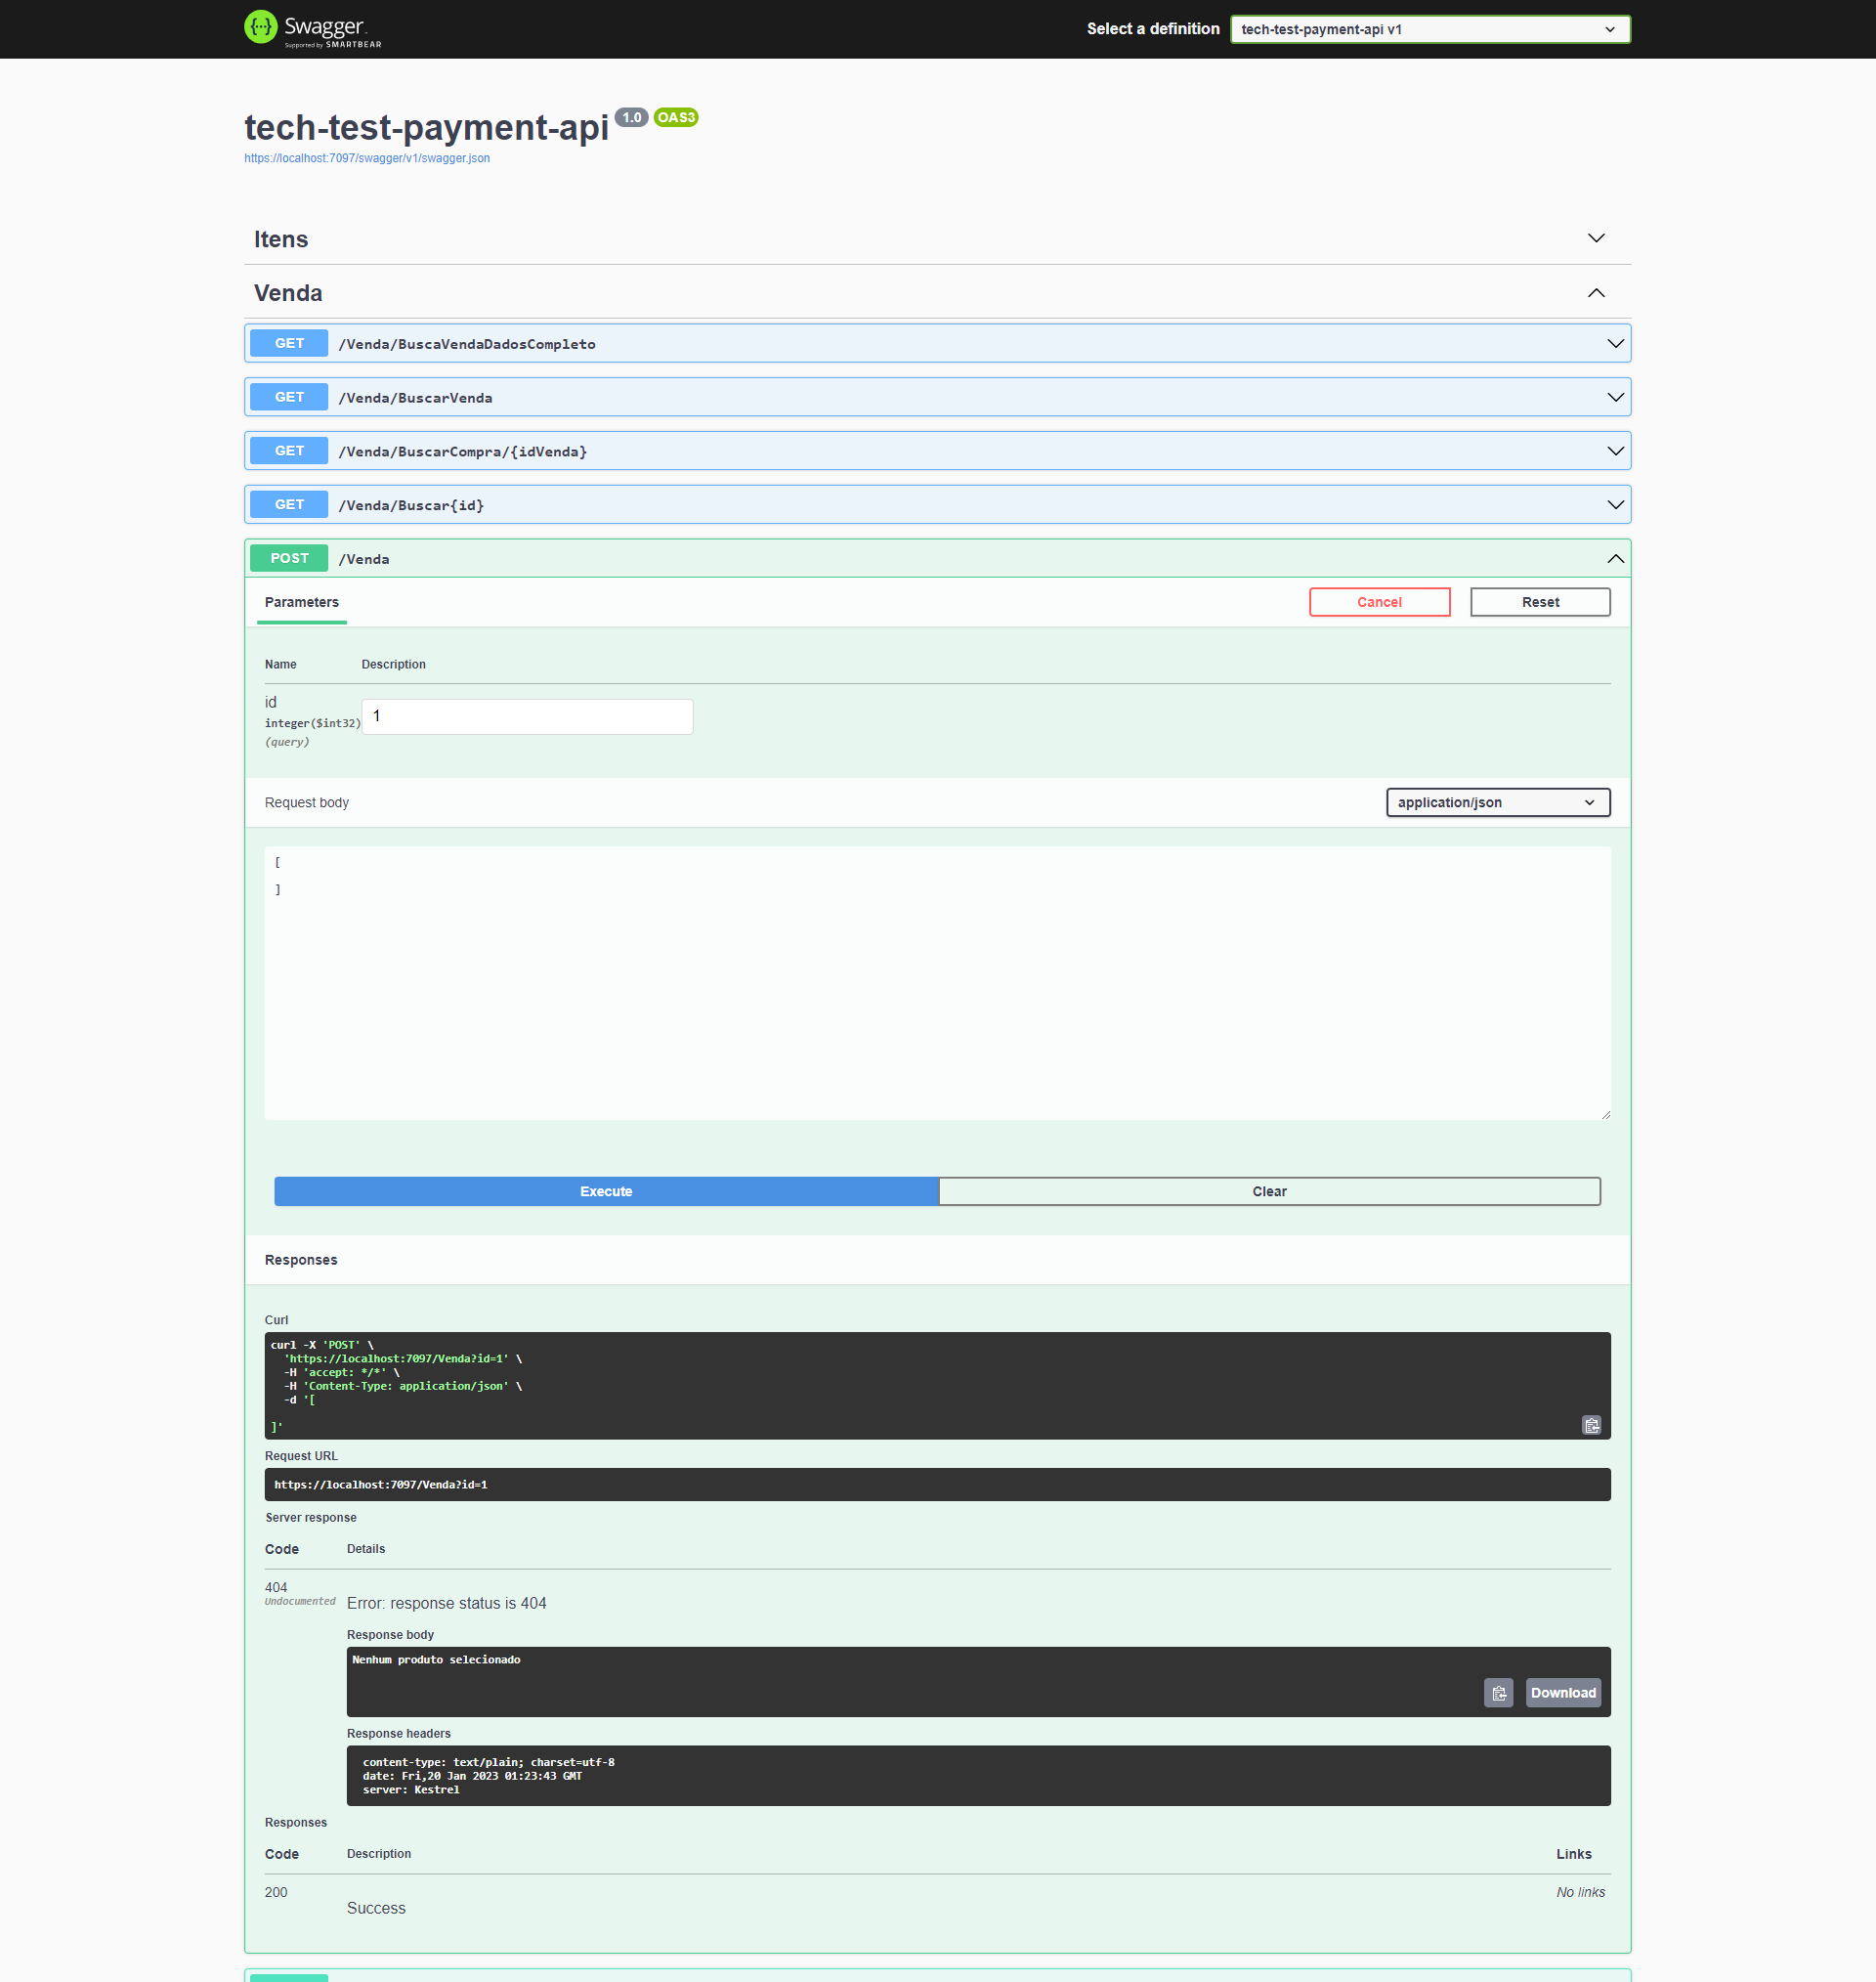 Swagger
Supported by SMARTBEAR
Select a definition
tech-test-payment-api v1
tech-test-payment-api 1.0 OAS3
https://localhost:7097/swagger/v1/swagger.json
Itens
Venda
GET /Venda/BuscaVendaDadosCompleto
GET /Venda/BuscarVenda
GET /Venda/BuscarCompra/{idVenda}
GET /Venda/Buscar{id}
POST /Venda
Parameters Cancel Reset
Name Description
id
integer($int32)
(query)
1
Request body application/json
[
]
Execute Clear
Responses
Curl
curl -X 'POST' \
'https://localhost:7097/Venda?id=1' \
-H 'accept: */*' \
-H 'Content-Type: application/json' \
-d '[
]'
Request URL
https://localhost:7097/Venda?id=1
Server response
Code Details
404
Undocumented
Error: response status is 404
Response body
Nenhum produto selecionado
Download
Response headers
content-type: text/plain; charset=utf-8
date: Fri,20 Jan 2023 01:23:43 GMT
server: Kestrel
Responses
Code Description Links
200 No links
Success